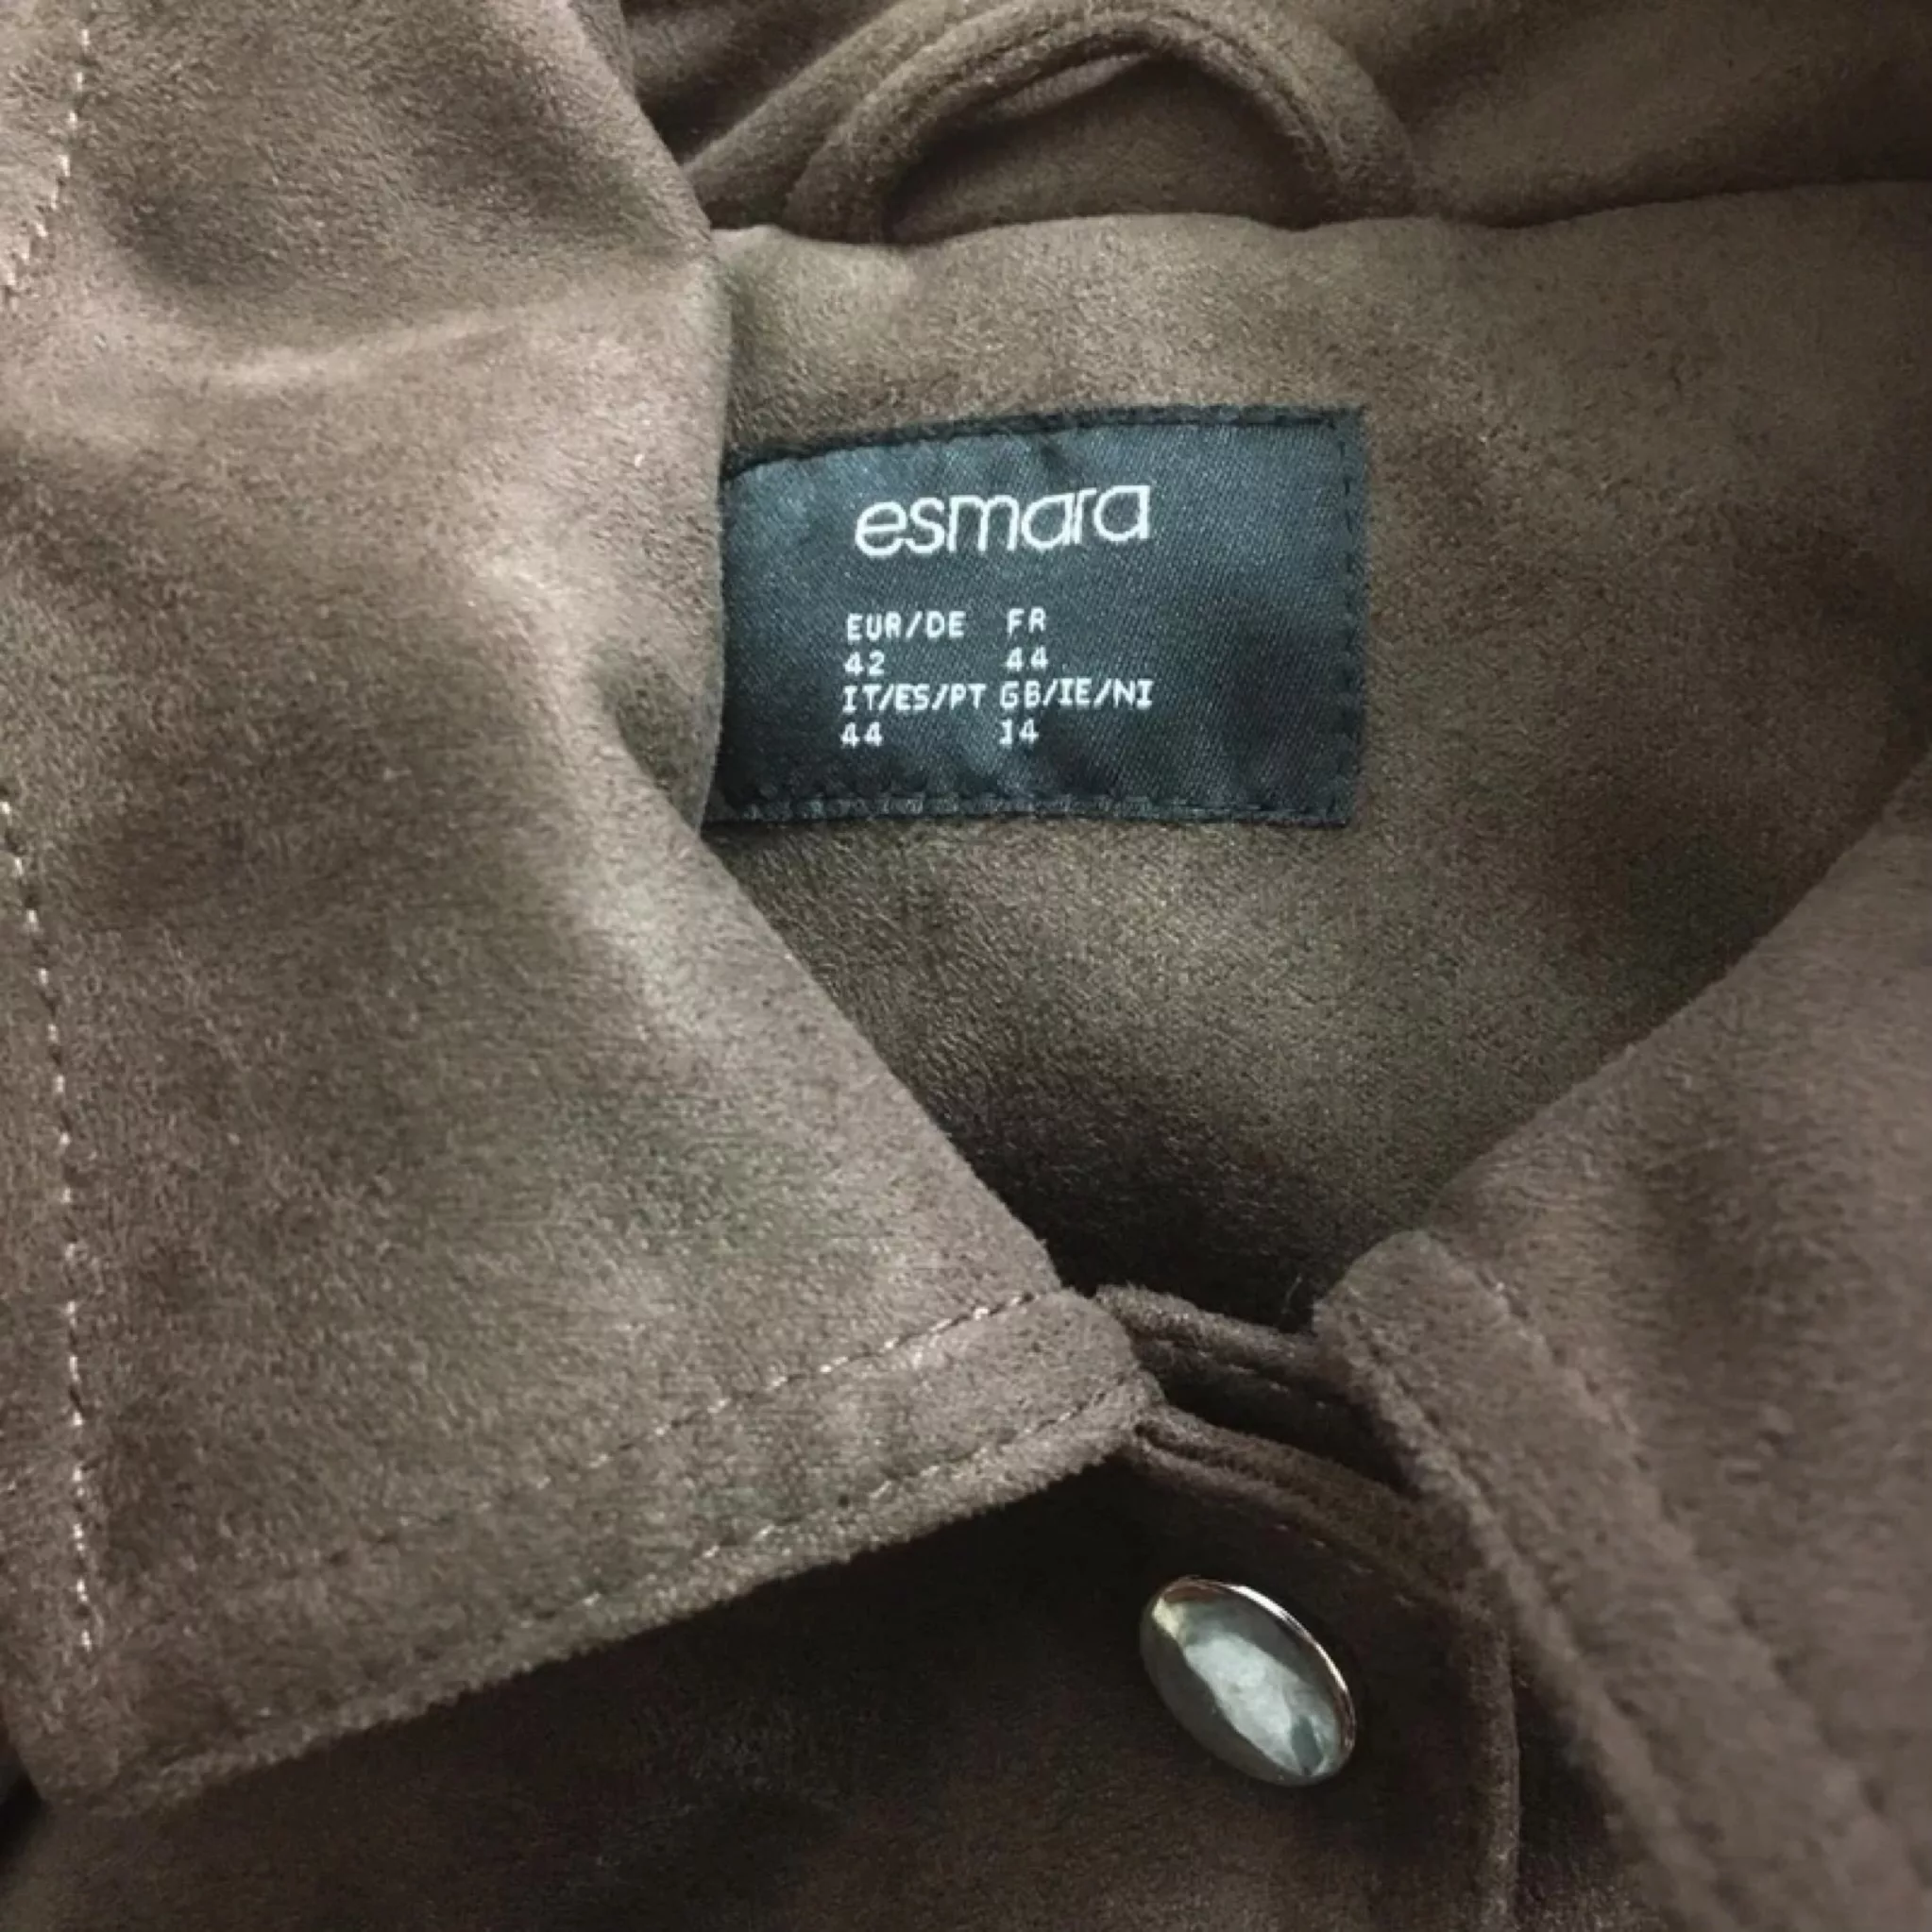 esmara
EUR/DE FR
42 44
IT/ES/PT GB/IE/NI
44 14